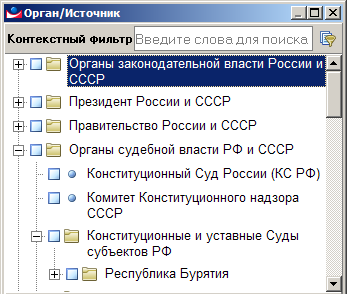 Орган/Источник
Контекстный фильтр Введите слова для поиска
Органы законодательной власти России и
СССР
Президент России и СССР
Правительство России и СССР
Органы судебной власти РФ и СССР
Конституционный Суд России (КС РФ)
Комитет Конституционного надзора
СССР
Конституционные и уставные Суды
субъектов РФ
Республика Бурятия